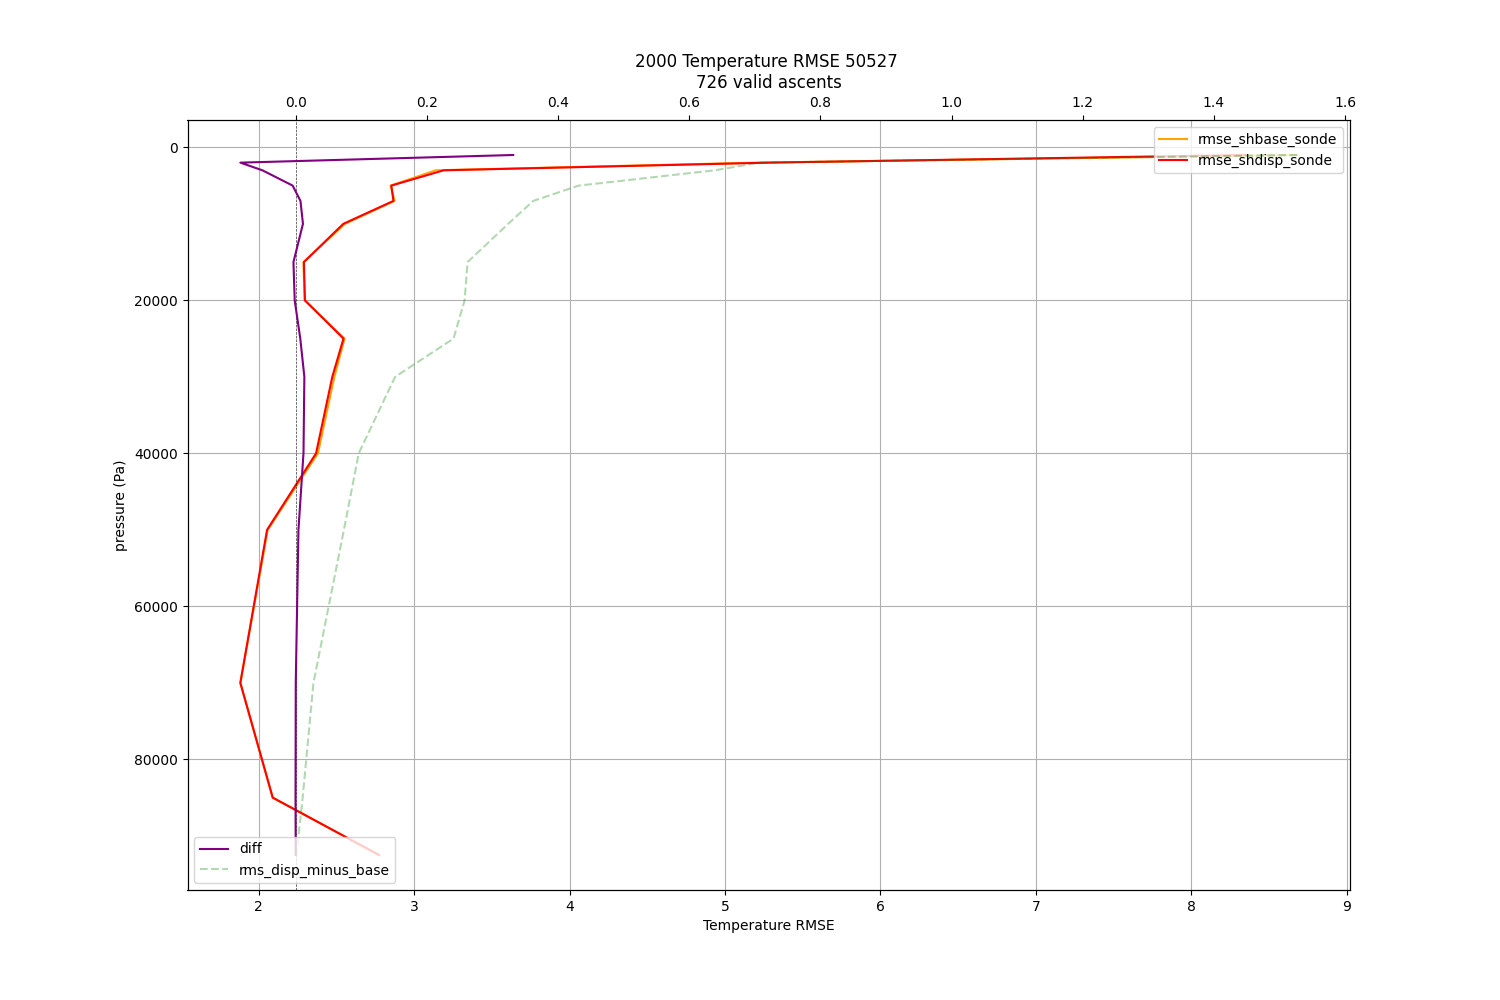 2000 Temperature RMSE 50527
726 valid ascents
0.0 0.2 0.4 0.6 0.8 1.0 1.2 1.4 1.6
rmse_shbase_sonde
rmse_shdisp_sonde
0
20000
40000
60000
80000
pressure (Pa)
diff
rms_disp_minus_base
2 3 4 5 6 7 8 9
Temperature RMSE